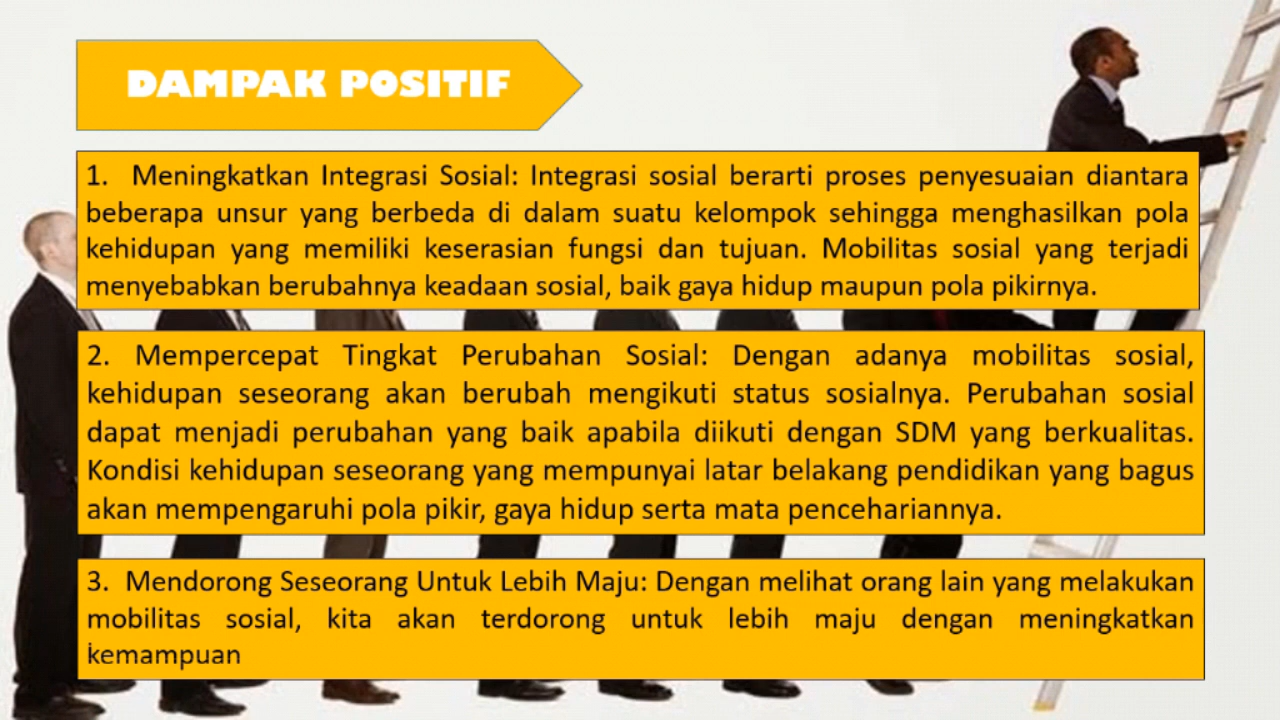 DAMPAK POSITIF
1. Meningkatkan Integrasi Sosial: Integrasi sosial berarti proses penyesuaian diantara
beberapa unsur yang berbeda di dalam suatu kelompok sehingga menghasilkan pola
kehidupan yang memiliki keserasian fungsi dan tujuan. Mobilitas sosial yang terjadi
menyebabkan berubahnya keadaan sosial, baik gaya hidup maupun pola pikirnya.
2. Mempercepat Tingkat Perubahan Sosial: Dengan adanya mobilitas sosial,
kehidupan seseorang akan berubah mengikuti status sosialnya. Perubahan sosial
dapat menjadi perubahan yang baik apabila diikuti dengan SDM yang berkualitas.
Kondisi kehidupan seseorang yang mempunyai latar belakang pendidikan yang bagus
akan mempengaruhi pola pikir, gaya hidup serta mata pencehariannya.
3. Mendorong Seseorang Untuk Lebih Maju: Dengan melihat orang lain yang melakukan
mobilitas sosial, kita akan terdorong untuk lebih maju dengan meningkatkan
kemampuan